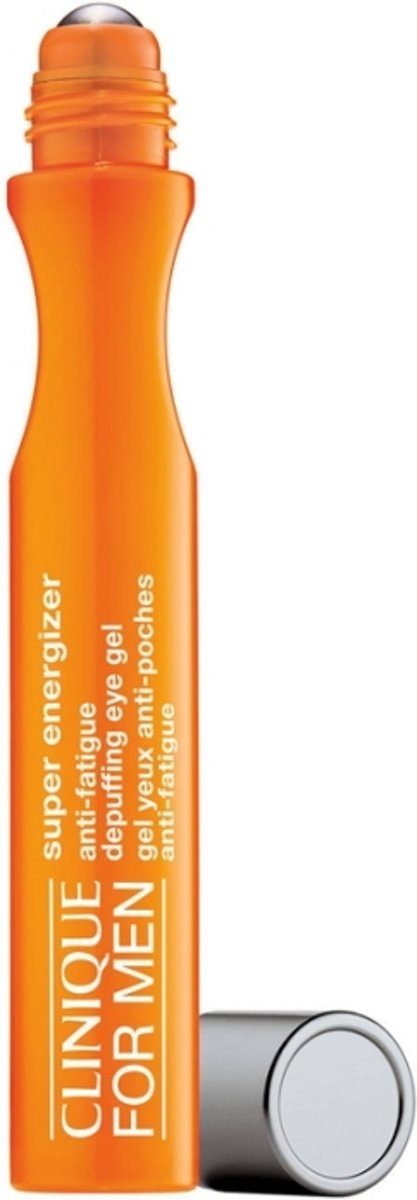 CLINIQUE
FOR MEN
super energizer
anti-fatigue
depuffing eye gel
gel yeux anti-poches
anti-fatigue